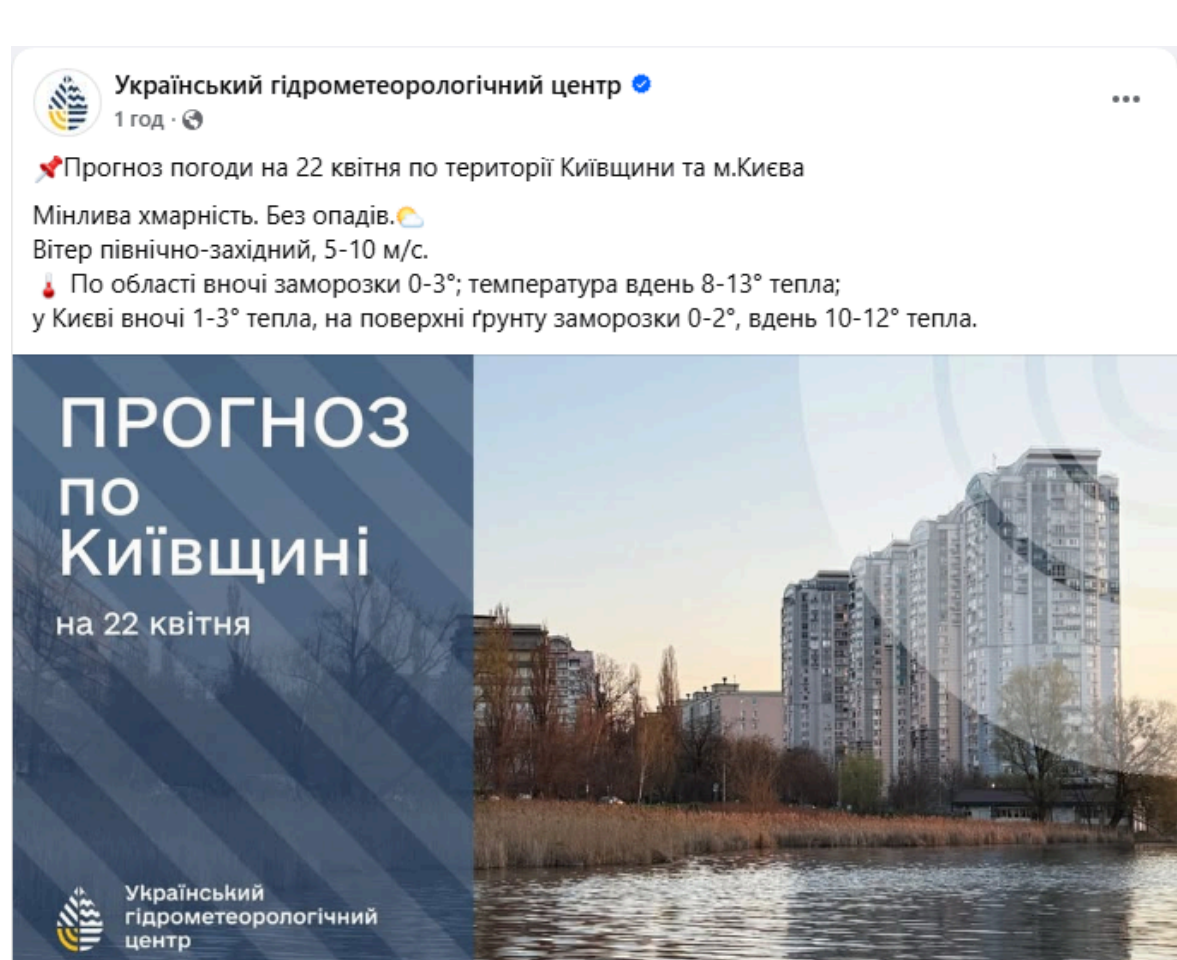 Український гідрометеорологічний центр
1 год ·
📌Прогноз погоди на 22 квітня по території Київщини та м.Києва
Мінлива хмарність. Без опадів.🌤️
Вітер північно-західний, 5-10 м/с.
🌡️ По області вночі заморозки 0-3°; температура вдень 8-13° тепла;
у Києві вночі 1-3° тепла, на поверхні ґрунту заморозки 0-2°, вдень 10-12° тепла.
ПРОГНОЗ
по
Київщині
на 22 квітня
Український
гідрометеорологічний
центр